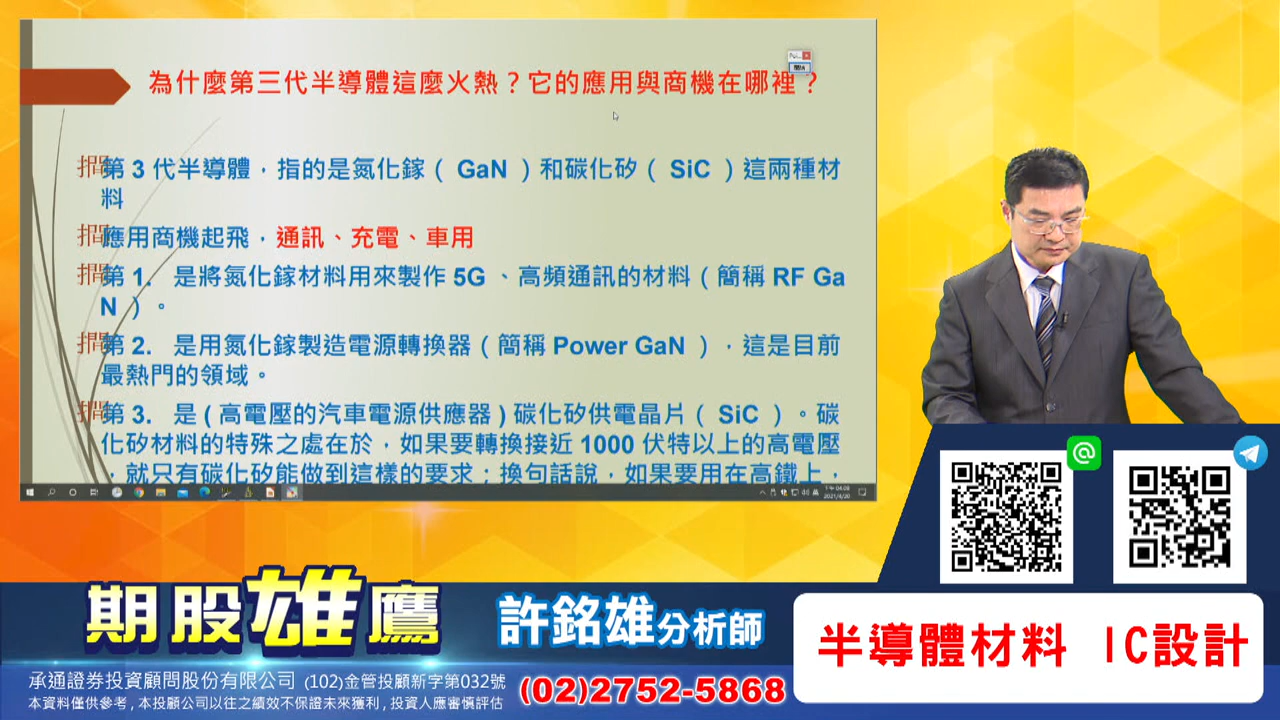 為什麼第三代半導體這麼火熱？它的應用與商機在哪裡？
第 3 代半導體，指的是氮化鎵（ GaN ）和碳化矽（ SiC ）這兩種材
料
應用商機起飛，通訊、充電、車用
第 1. 是將氮化鎵材料用來製作 5G 、高頻通訊的材料（簡稱 RF Ga
N ）。
第 2. 是用氮化鎵製造電源轉換器（簡稱 Power GaN ），這是目前
最熱門的領域。
第 3. 是 ( 高電壓的汽車電源供應器 ) 碳化矽供電晶片（ SiC ）。碳
化矽材料的特殊之處在於，如果要轉換接近 1000 伏特以上的高電壓
，就只有碳化矽能做到這樣的要求；換句話說，如果要用在高鐵上，
下午 04:08
2021/4/20
期股雄鷹
許銘雄分析師
半導體材料 IC設計
承通證券投資顧問股份有限公司 (102)金管投顧新字第032號
(02)2752-5868
本資料僅供參考，本投顧公司以往之績效不保證未來獲利，投資人應審慎評估